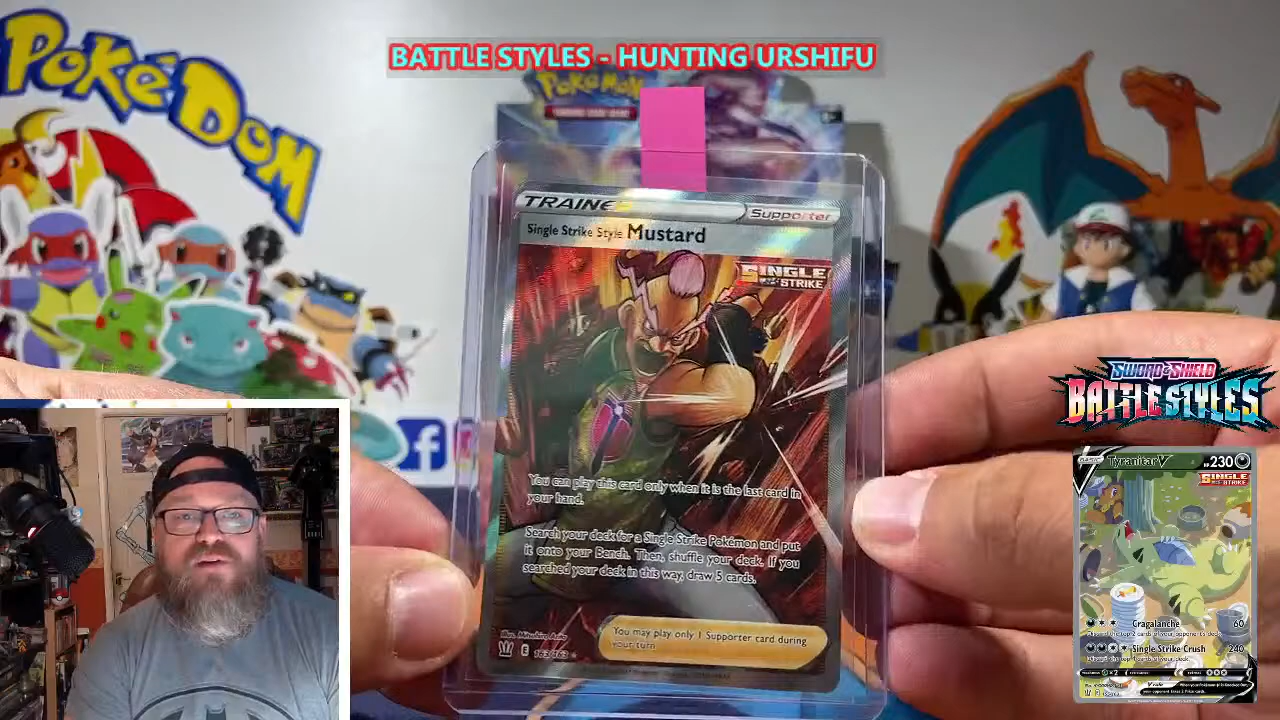 BATTLE STYLES - HUNTING URSHIFU
POKÉDOM
POKÉMON
TRAINER Supporter
Single Strike Style Mustard
SINGLE
STRIKE
You can play this card only when it is the last card in
your hand.
Search your deck for a Single Strike Pokémon and put
it onto your Bench. Then, shuffle your deck. If you
searched your deck in this way, draw 5 cards.
You may play only 1 Supporter card during
your turn
E 163/163
f
SWORD & SHIELD
BATTLE STYLES
Tyranitar V 230
SINGLE
STRIKE
Cragalanche 60
Single Strike Crush 240